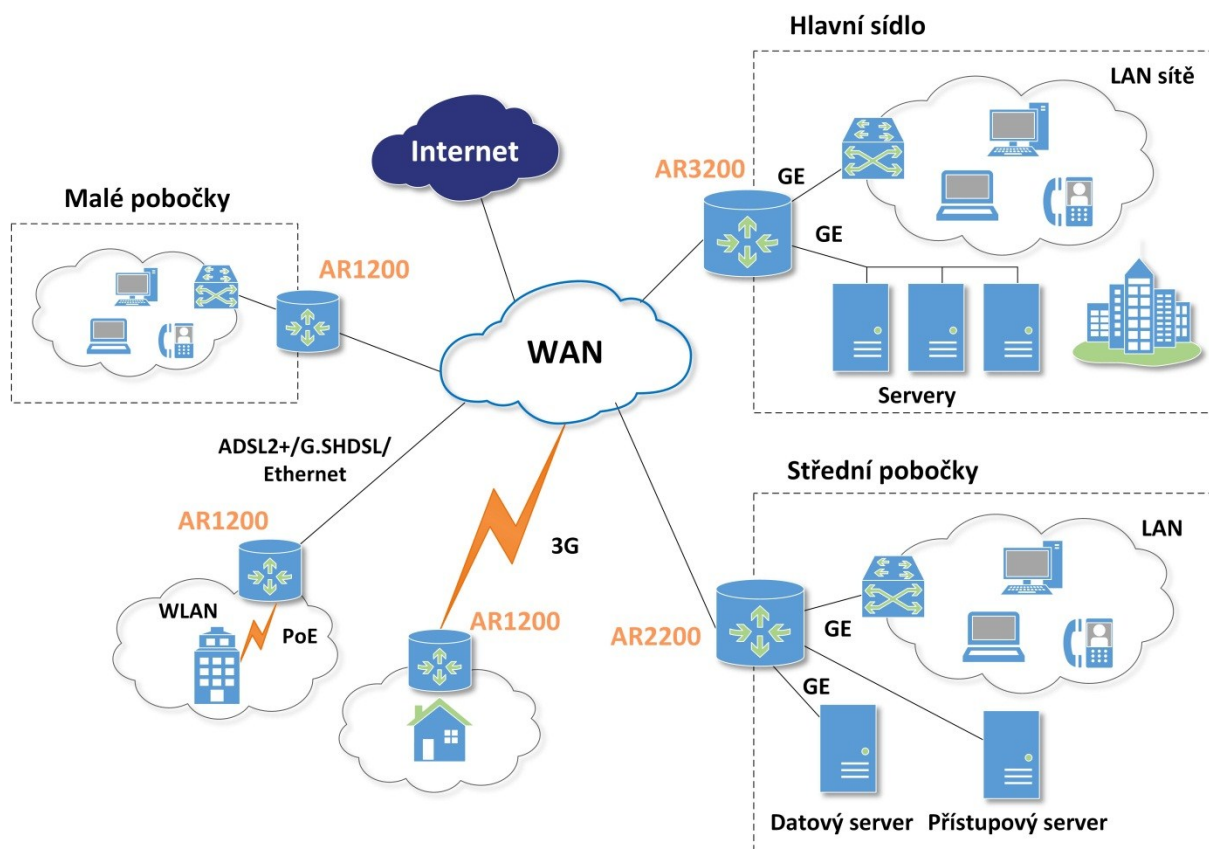 Hlavní sídlo
LAN sítě
Internet
AR3200
GE
GE
Servery
Malé pobočky
AR1200
WAN
ADSL2+/G.SHDSL/
Ethernet
AR1200
WLAN
PoE
3G
AR1200
Střední pobočky
LAN
AR2200
GE
GE
Datový server
Přístupový server